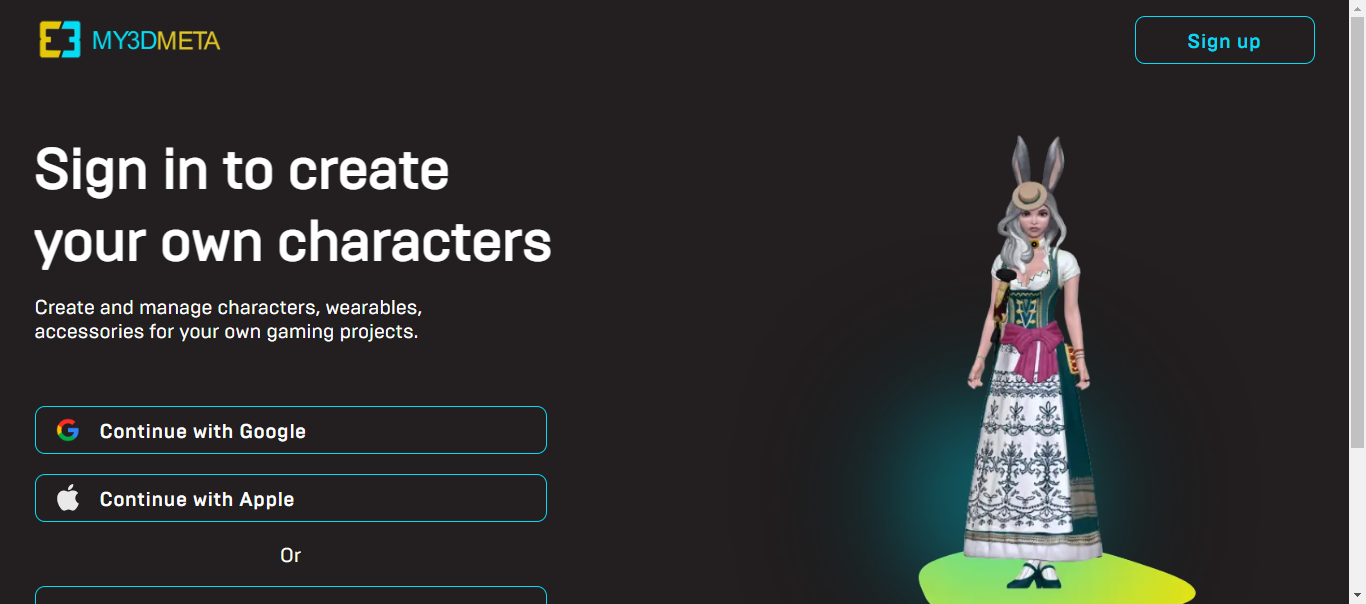 MY3DMETA
Sign up
Sign in to create
your own characters
Create and manage characters, wearables,
accessories for your own gaming projects.
Continue with Google
Continue with Apple
Or